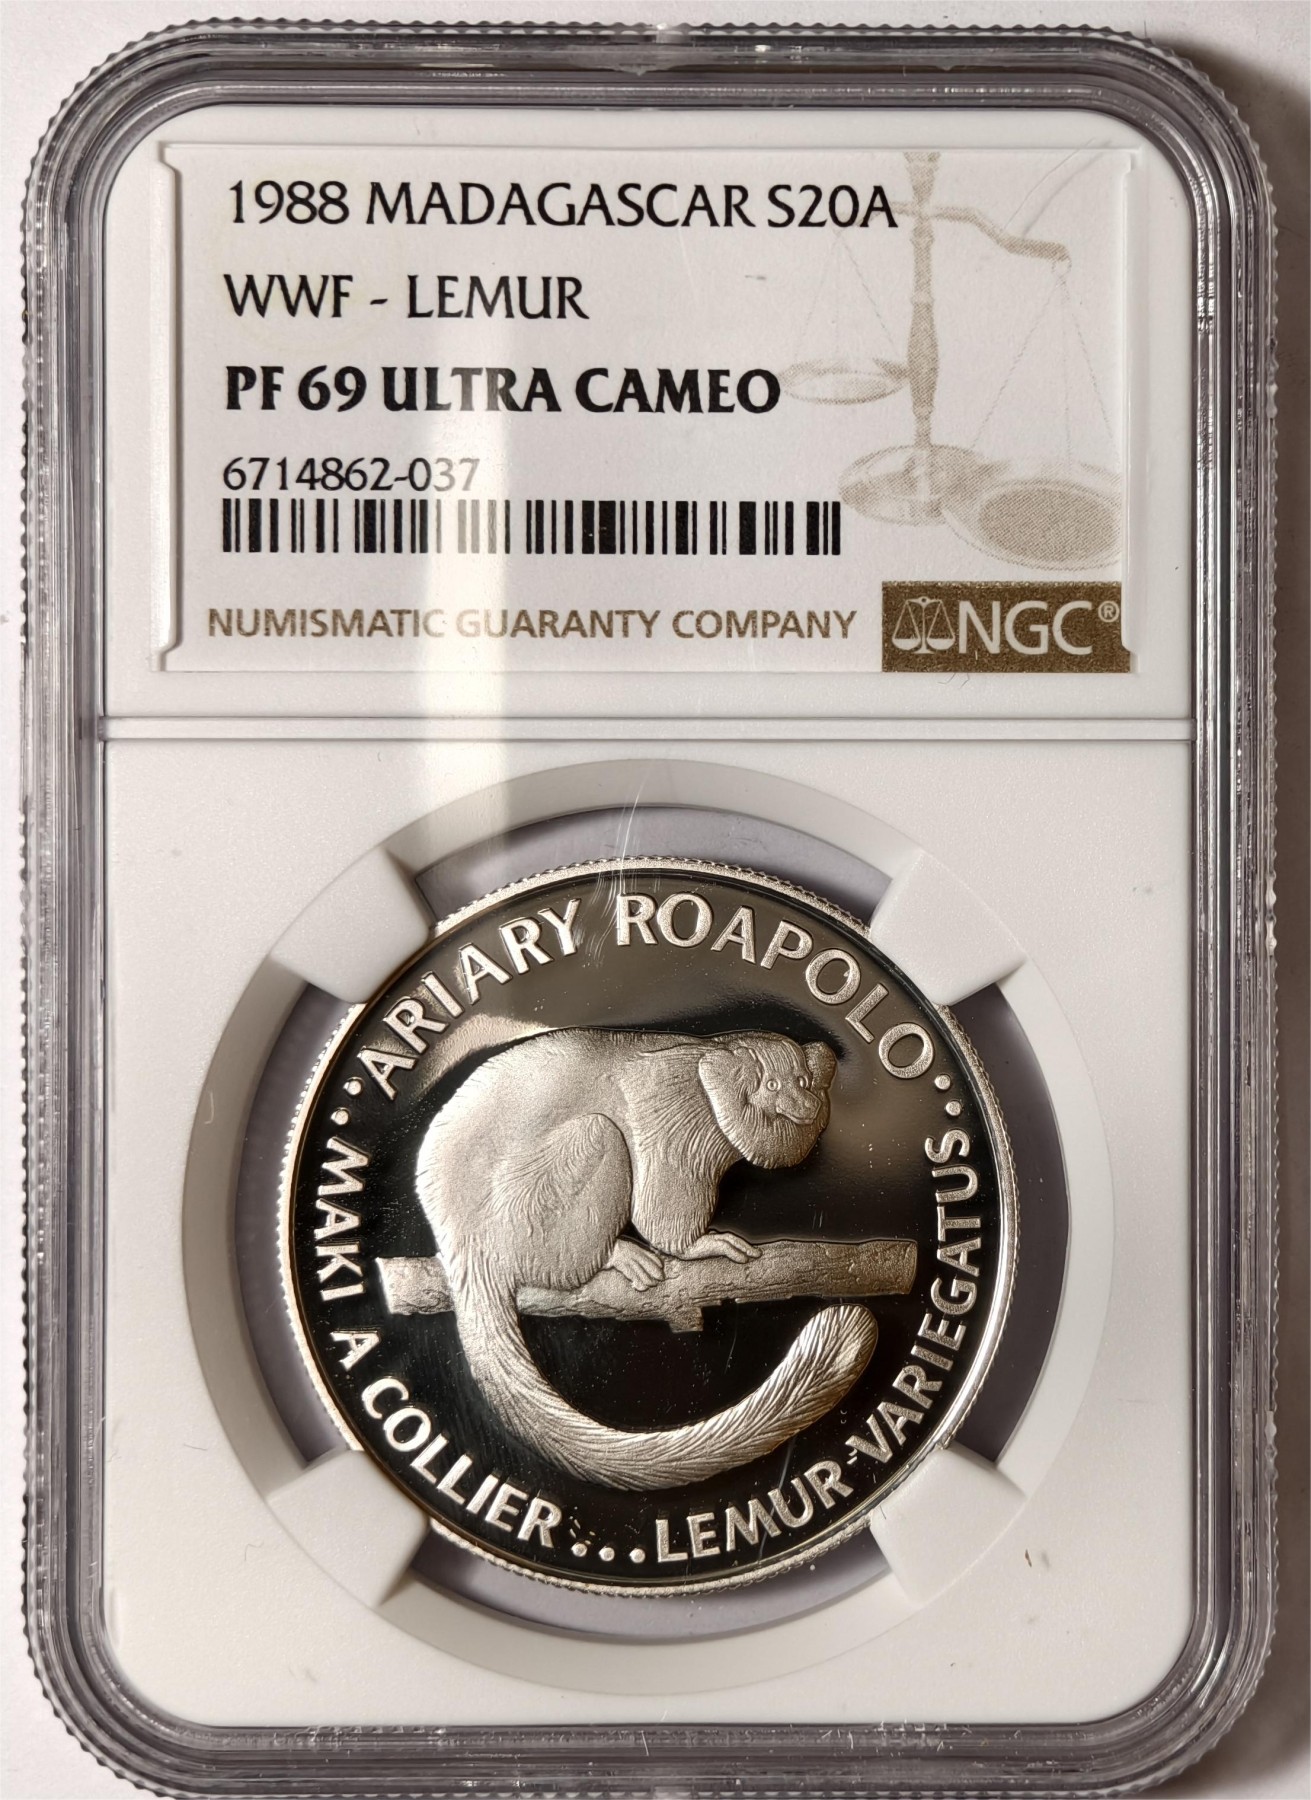 1988 MADAGASCAR S20A
WWF - LEMUR
PF 69 ULTRA CAMEO
6714862-037
NUMISMATIC GUARANTY COMPANY
NGC®
ARIARY ROAPOLO
MAKI A COLLIER...LEMUR-VARIEGATUS